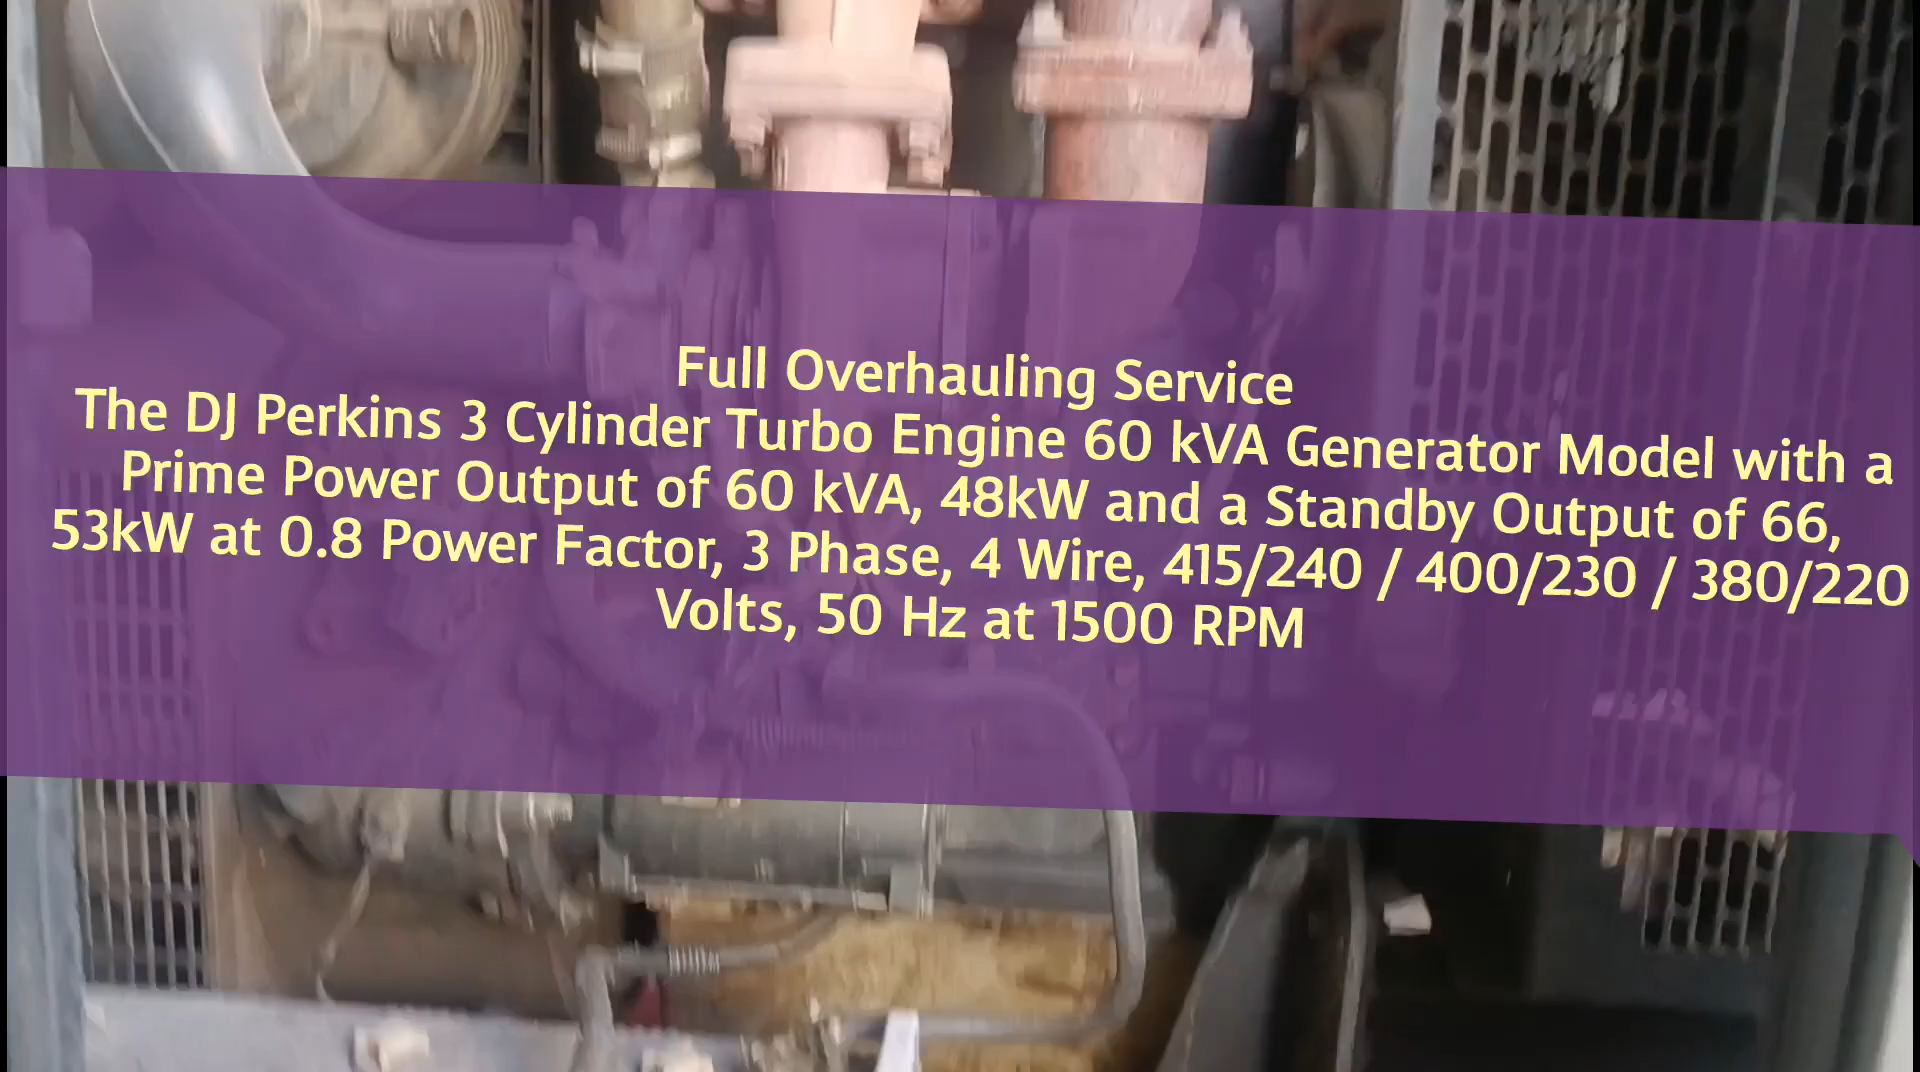 Full Overhauling Service
The DJ Perkins 3 Cylinder Turbo Engine 60 kVA Generator Model with a
Prime Power Output of 60 kVA, 48kW and a Standby Output of 66,
53kW at 0.8 Power Factor, 3 Phase, 4 Wire, 415/240 / 400/230 / 380/220
Volts, 50 Hz at 1500 RPM